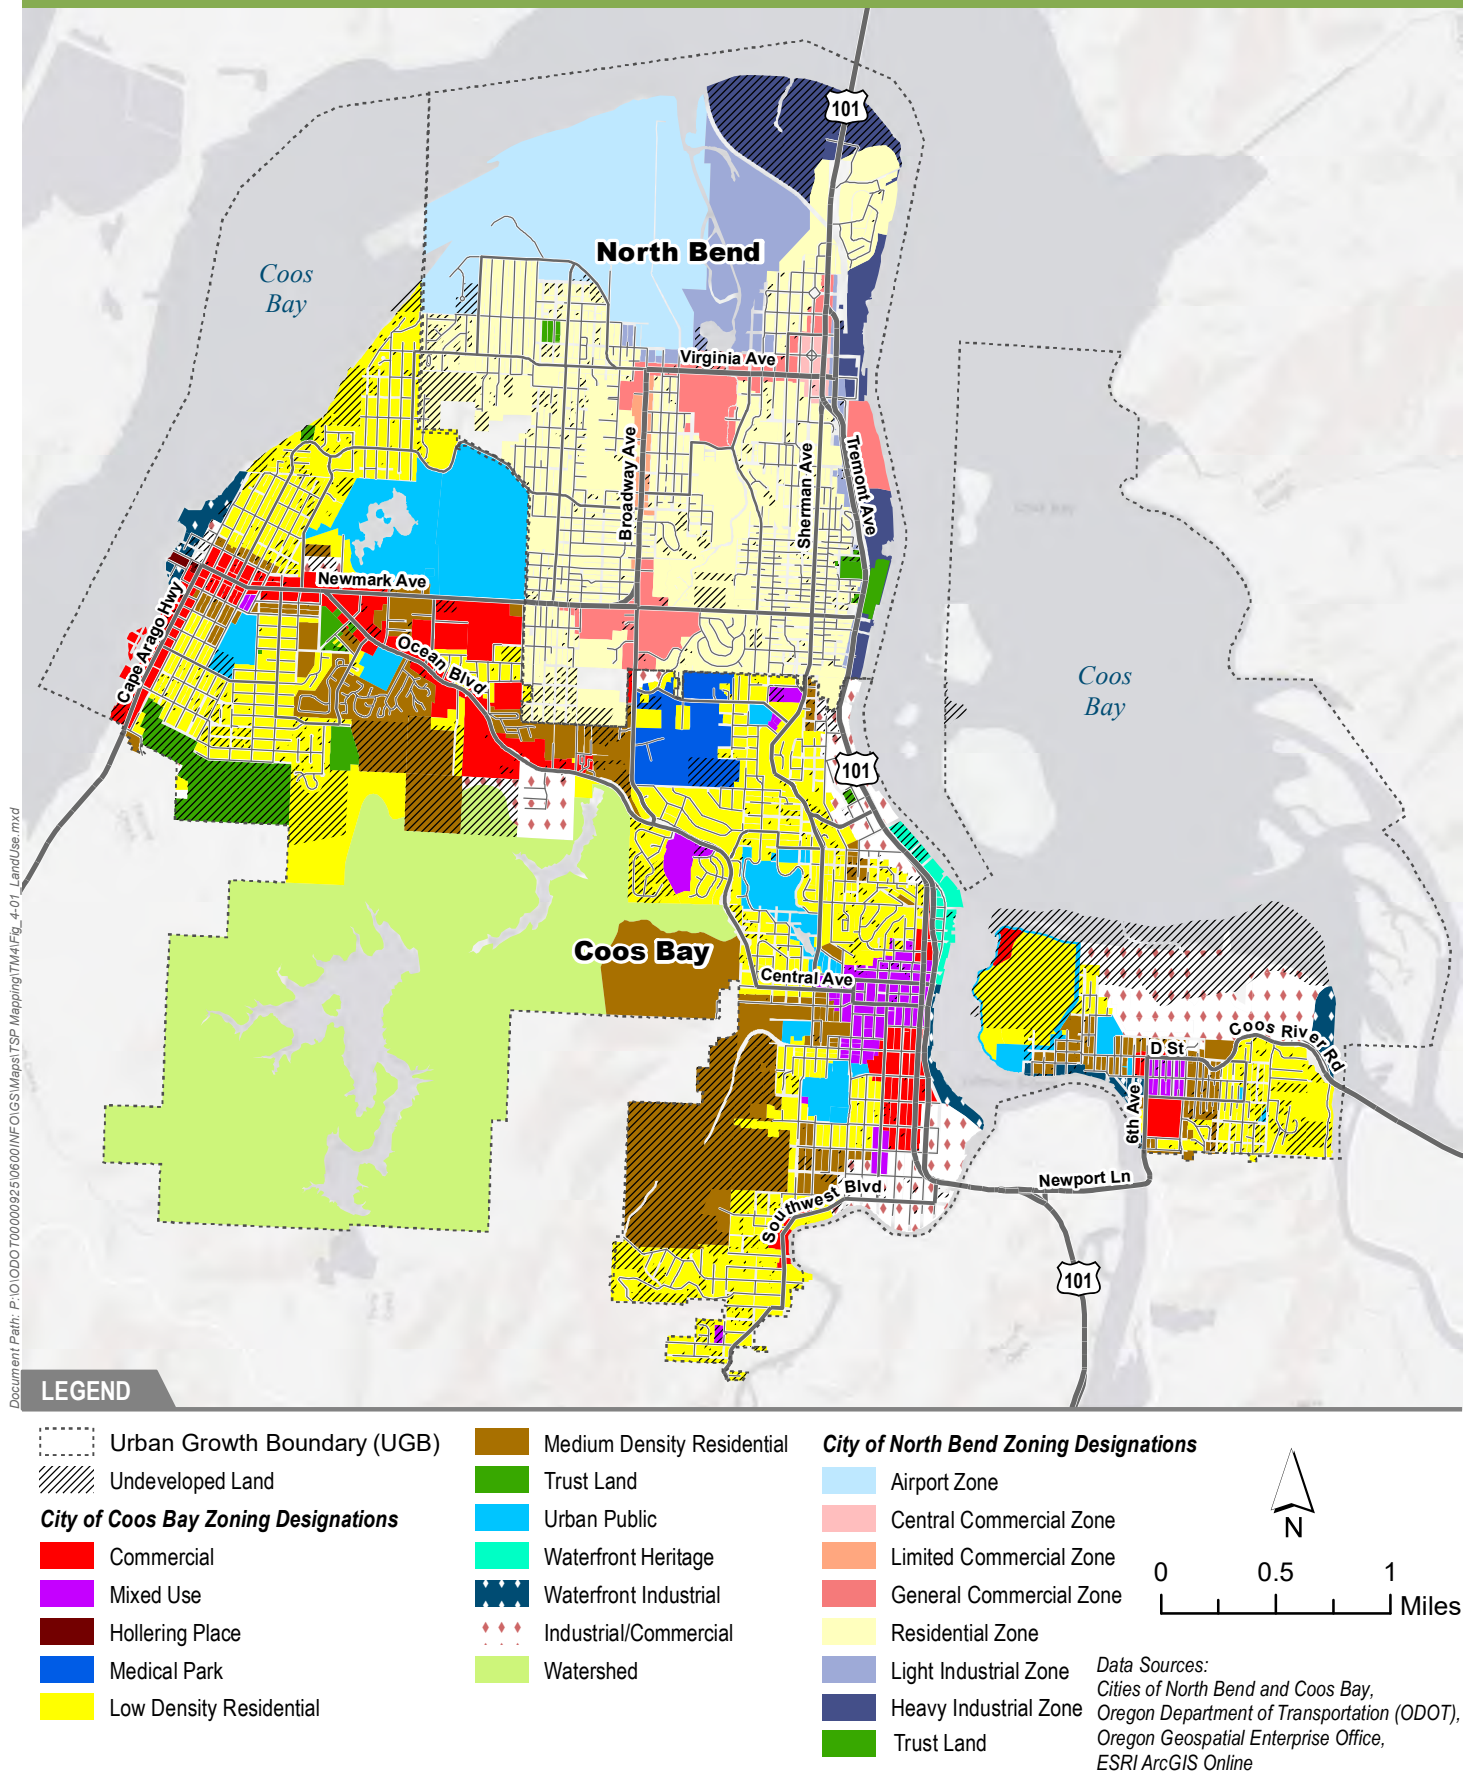 101
North Bend
Coos
Bay
Virginia Ave
Broadway Ave
Sherman Ave
Tremont Ave
Newmark Ave
Cape Arago Hwy
Ocean Blvd
Coos
Bay
101
Coos Bay
Central Ave
D St
Coos River Rd
6th Ave
Newport Ln
Southwest Blvd
101
Document Path: P:\O\ODOT00000925\0600INFO\GS\Maps\TSP Mapping\TM4\Fig_4-01_LandUse.mxd
LEGEND
Urban Growth Boundary (UGB)
Undeveloped Land
City of Coos Bay Zoning Designations
Commercial
Mixed Use
Hollering Place
Medical Park
Low Density Residential
Medium Density Residential
Trust Land
Urban Public
Waterfront Heritage
Waterfront Industrial
Industrial/Commercial
Watershed
City of North Bend Zoning Designations
Airport Zone
Central Commercial Zone
Limited Commercial Zone
General Commercial Zone
Residential Zone
Light Industrial Zone
Heavy Industrial Zone
Trust Land
N
0 0.5 1
Miles
Data Sources:
Cities of North Bend and Coos Bay,
Oregon Department of Transportation (ODOT),
Oregon Geospatial Enterprise Office,
ESRI ArcGIS Online